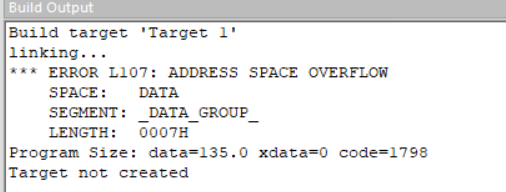 Build Output
Build target 'Target 1'
linking...
*** ERROR L107: ADDRESS SPACE OVERFLOW
    SPACE:   DATA
    SEGMENT: _DATA_GROUP_
    LENGTH:  0007H
Program Size: data=135.0 xdata=0 code=1798
Target not created